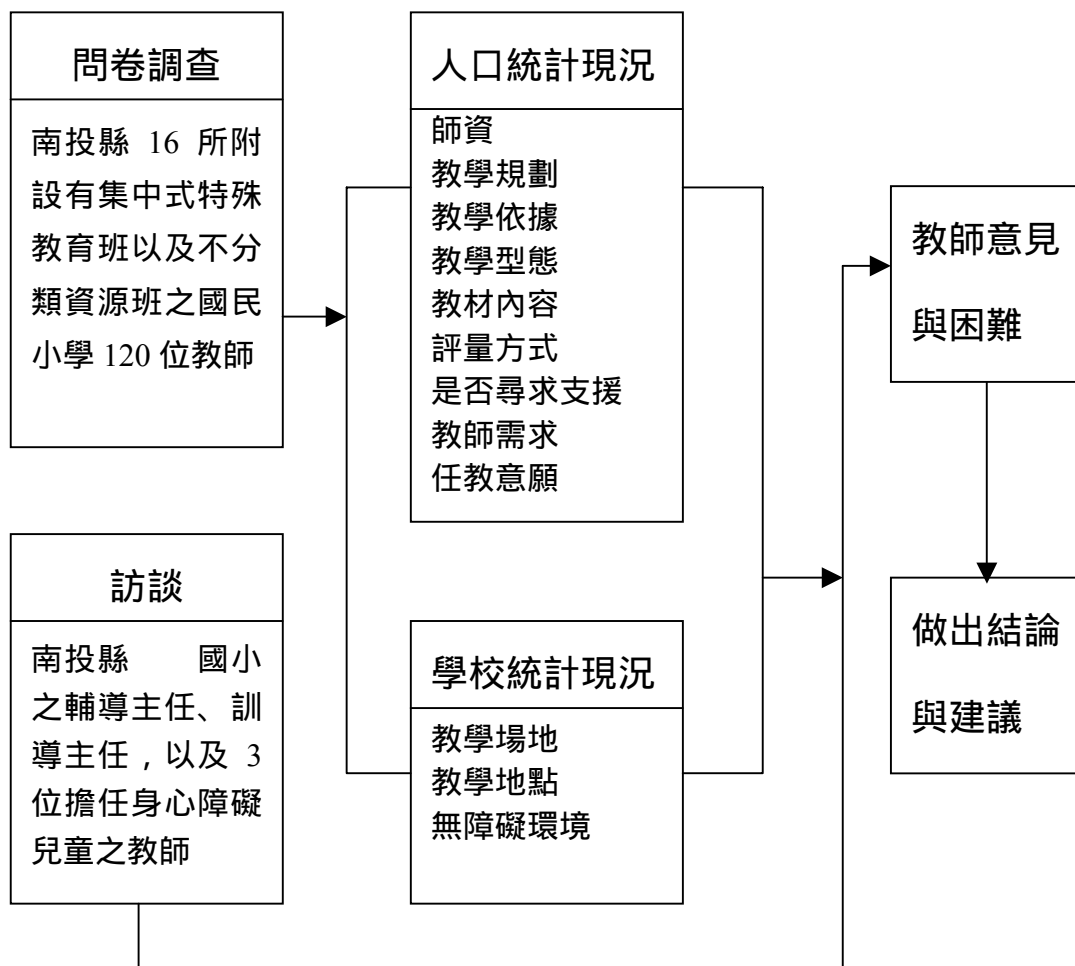 問卷調查
南投縣 16 所附
設有集中式特殊
教育班以及不分
類資源班之國民
小學 120 位教師
訪談
南投縣　　國小
之輔導主任、訓
導主任，以及 3
位擔任身心障礙
兒童之教師
人口統計現況
師資
教學規劃
教學依據
教學型態
教材內容
評量方式
是否尋求支援
教師需求
任教意願
學校統計現況
教學場地
教學地點
無障礙環境
教師意見
與困難
做出結論
與建議